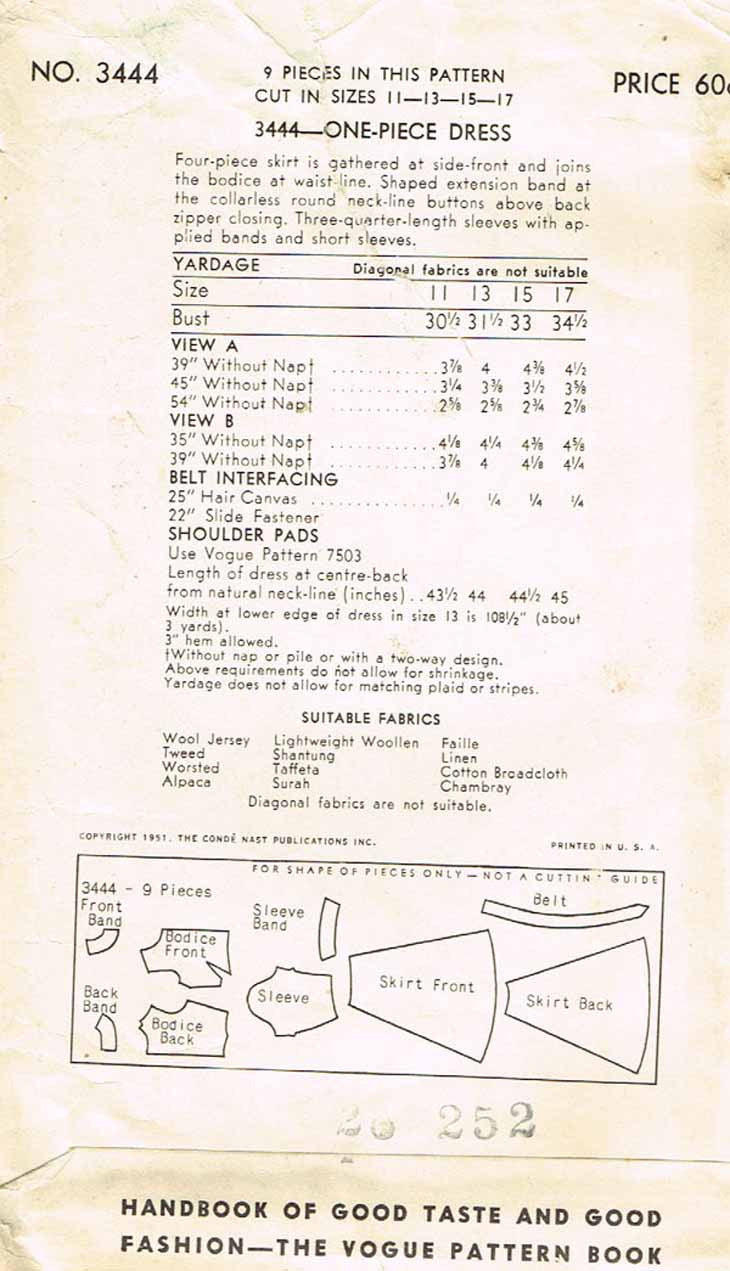 NO. 3444
9 PIECES IN THIS PATTERN
CUT IN SIZES 11—13—15—17
PRICE 60
3444—ONE-PIECE DRESS
Four-piece skirt is gathered at side-front and joins
the bodice at waist-line. Shaped extension band at
the collarless round neck-line buttons above back
zipper closing. Three-quarter-length sleeves with ap-
plied bands and short sleeves.
YARDAGE Diagonal fabrics are not suitable
Size 11 13 15 17
Bust 30½ 31½ 33 34½
VIEW A
39" Without Nap† ............ 3⅞ 4 4⅜ 4½
45" Without Nap† ............ 3¼ 3⅜ 3½ 3⅝
54" Without Nap† ............ 2⅝ 2⅝ 2¾ 2⅞
VIEW B
35" Without Nap† ............ 4⅛ 4¼ 4⅜ 4⅝
39" Without Nap† ............ 3⅞ 4 4⅛ 4¼
BELT INTERFACING
25" Hair Canvas ............... ¼ ¼ ¼ ¼
22" Slide Fastener
SHOULDER PADS
Use Vogue Pattern 7503
Length of dress at centre-back
from natural neck-line (inches) .. 43½ 44 44½ 45
Width at lower edge of dress in size 13 is 108½" (about
3 yards).
3" hem allowed.
†Without nap or pile or with a two-way design.
Above requirements do not allow for shrinkage.
Yardage does not allow for matching plaid or stripes.
SUITABLE FABRICS
Wool Jersey Lightweight Woollen Faille
Tweed Shantung Linen
Worsted Taffeta Cotton Broadcloth
Alpaca Surah Chambray
Diagonal fabrics are not suitable.
COPYRIGHT 1951, THE CONDÉ NAST PUBLICATIONS INC.
PRINTED IN U. S. A.
FOR SHAPE OF PIECES ONLY — NOT A CUTTIN GUIDE
3444 - 9 Pieces
Front
Band
Bodice
Front
Sleeve
Band
Belt
Skirt Front
Skirt Back
Sleeve
Back
Band
Bodice
Back
252
HANDBOOK OF GOOD TASTE AND GOOD
FASHION—THE VOGUE PATTERN BOOK